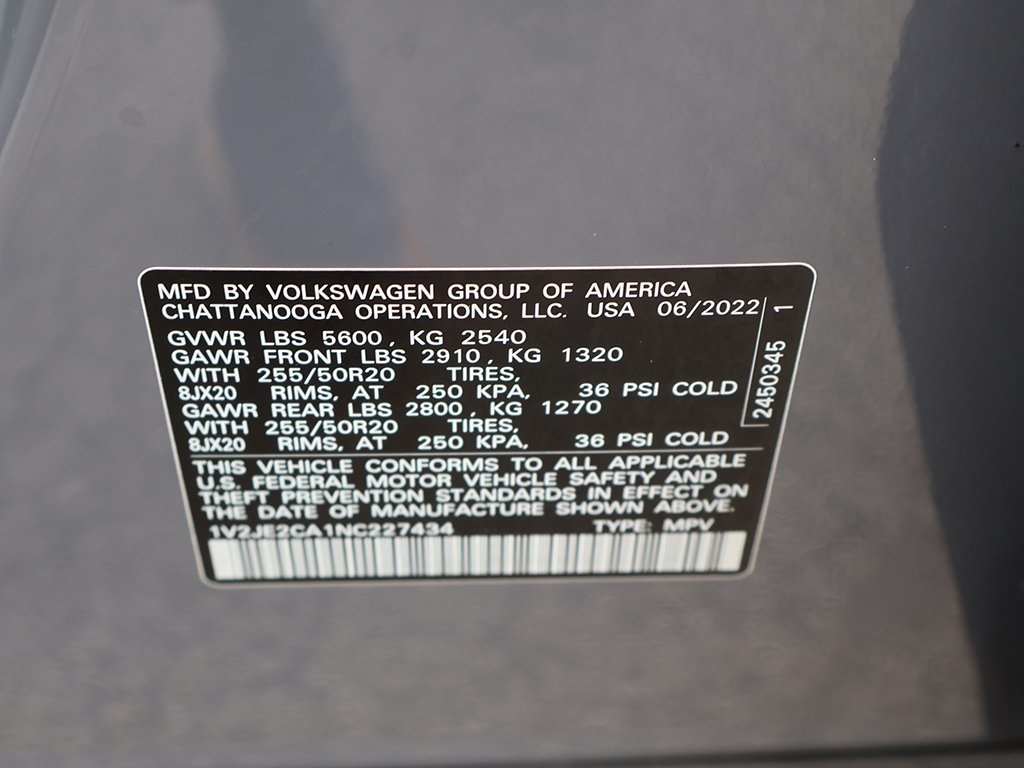 MFD BY VOLKSWAGEN GROUP OF AMERICA
CHATTANOOGA OPERATIONS, LLC. USA 06/2022
GVWR LBS 5600, KG 2540
GAWR FRONT LBS 2910, KG 1320
WITH 255/50R20 TIRES,
8JX20 RIMS, AT 250 KPA, 36 PSI COLD
GAWR REAR LBS 2800, KG 1270
WITH 255/50R20 TIRES,
8JX20 RIMS, AT 250 KPA, 36 PSI COLD
2450345 1
THIS VEHICLE CONFORMS TO ALL APPLICABLE
U.S. FEDERAL MOTOR VEHICLE SAFETY AND
THEFT PREVENTION STANDARDS IN EFFECT ON
THE DATE OF MANUFACTURE SHOWN ABOVE.
1V2JE2CA1NC227434 TYPE: MPV